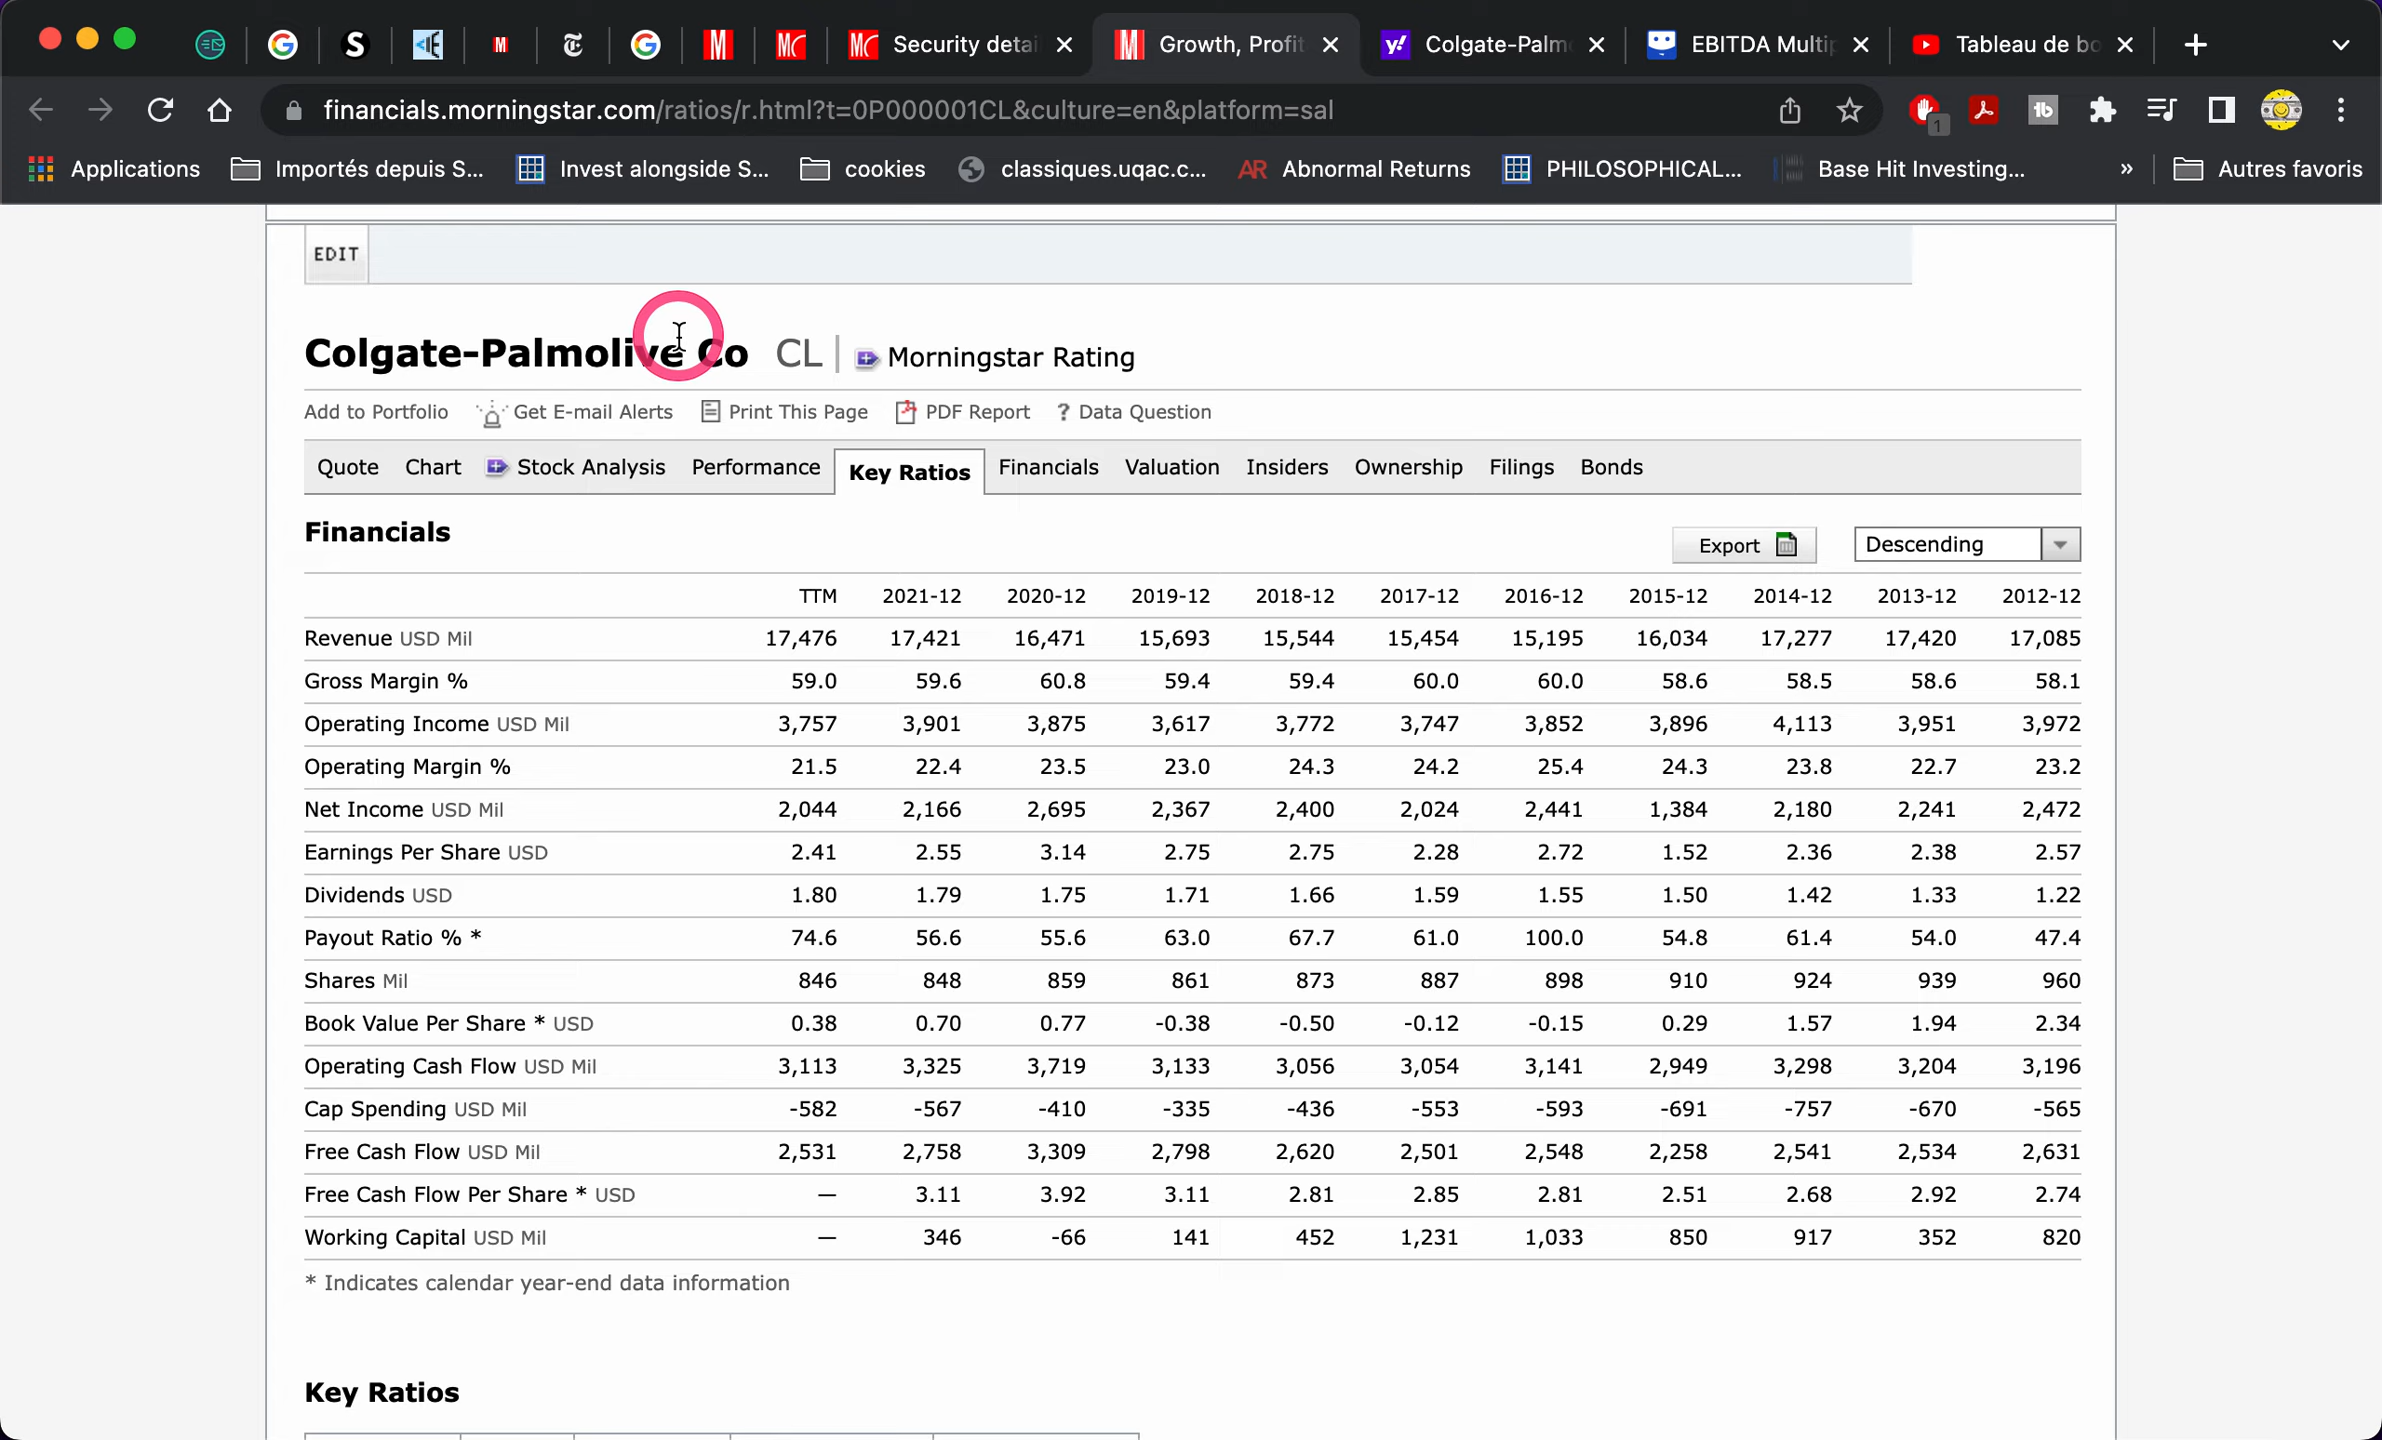 Security detai
Growth, Profit
Colgate-Palm
EBITDA Multip
Tableau de bo
financials.morningstar.com/ratios/r.html?t=0P000001CL&culture=en&platform=sal
1
Applications
Importés depuis S...
Invest alongside S...
cookies
classiques.uqac.c...
AR Abnormal Returns
PHILOSOPHICAL...
Base Hit Investing...
»
Autres favoris
EDIT
Colgate-Palmolive Co CL | Morningstar Rating
Add to Portfolio Get E-mail Alerts Print This Page PDF Report ? Data Question
Quote Chart Stock Analysis Performance Key Ratios Financials Valuation Insiders Ownership Filings Bonds
Financials
Export Descending
TTM 2021-12 2020-12 2019-12 2018-12 2017-12 2016-12 2015-12 2014-12 2013-12 2012-12
Revenue USD Mil 17,476 17,421 16,471 15,693 15,544 15,454 15,195 16,034 17,277 17,420 17,085
Gross Margin % 59.0 59.6 60.8 59.4 59.4 60.0 60.0 58.6 58.5 58.6 58.1
Operating Income USD Mil 3,757 3,901 3,875 3,617 3,772 3,747 3,852 3,896 4,113 3,951 3,972
Operating Margin % 21.5 22.4 23.5 23.0 24.3 24.2 25.4 24.3 23.8 22.7 23.2
Net Income USD Mil 2,044 2,166 2,695 2,367 2,400 2,024 2,441 1,384 2,180 2,241 2,472
Earnings Per Share USD 2.41 2.55 3.14 2.75 2.75 2.28 2.72 1.52 2.36 2.38 2.57
Dividends USD 1.80 1.79 1.75 1.71 1.66 1.59 1.55 1.50 1.42 1.33 1.22
Payout Ratio % * 74.6 56.6 55.6 63.0 67.7 61.0 100.0 54.8 61.4 54.0 47.4
Shares Mil 846 848 859 861 873 887 898 910 924 939 960
Book Value Per Share * USD 0.38 0.70 0.77 -0.38 -0.50 -0.12 -0.15 0.29 1.57 1.94 2.34
Operating Cash Flow USD Mil 3,113 3,325 3,719 3,133 3,056 3,054 3,141 2,949 3,298 3,204 3,196
Cap Spending USD Mil -582 -567 -410 -335 -436 -553 -593 -691 -757 -670 -565
Free Cash Flow USD Mil 2,531 2,758 3,309 2,798 2,620 2,501 2,548 2,258 2,541 2,534 2,631
Free Cash Flow Per Share * USD — 3.11 3.92 3.11 2.81 2.85 2.81 2.51 2.68 2.92 2.74
Working Capital USD Mil — 346 -66 141 452 1,231 1,033 850 917 352 820
* Indicates calendar year-end data information
Key Ratios